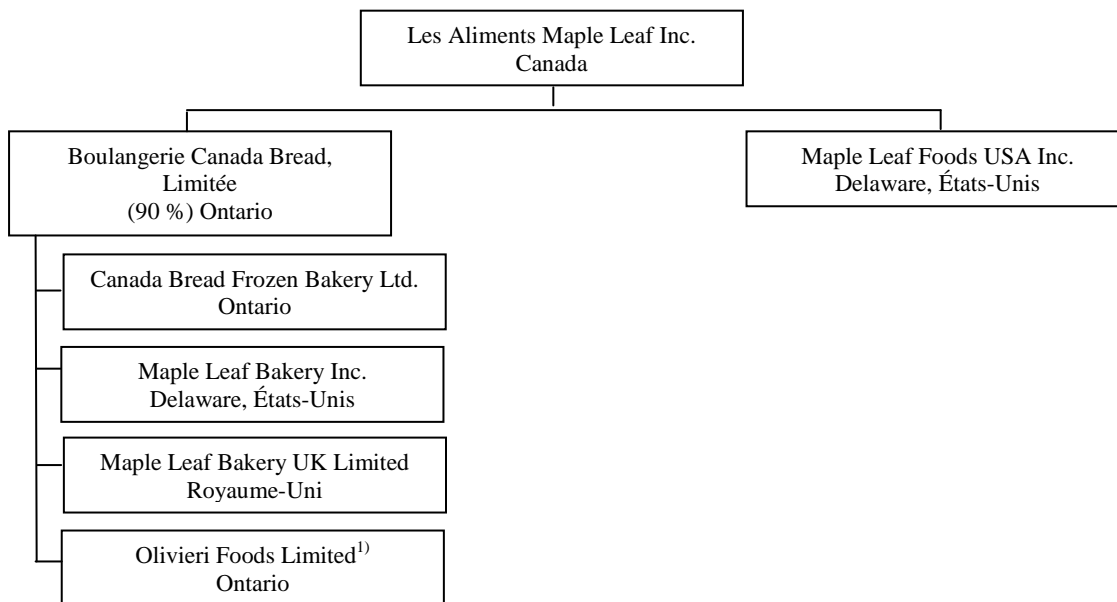 Les Aliments Maple Leaf Inc.
Canada
Boulangerie Canada Bread,
Limitée
(90 %) Ontario
Maple Leaf Foods USA Inc.
Delaware, États-Unis
Canada Bread Frozen Bakery Ltd.
Ontario
Maple Leaf Bakery Inc.
Delaware, États-Unis
Maple Leaf Bakery UK Limited
Royaume-Uni
Olivieri Foods Limited1)
Ontario